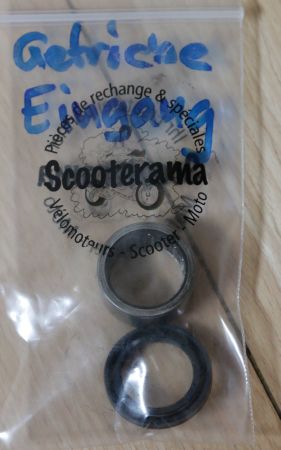 Getriebe
Eingang
Pièces de rechange & spéciales
Scooterama
Vélomoteurs - Scooter - Moto